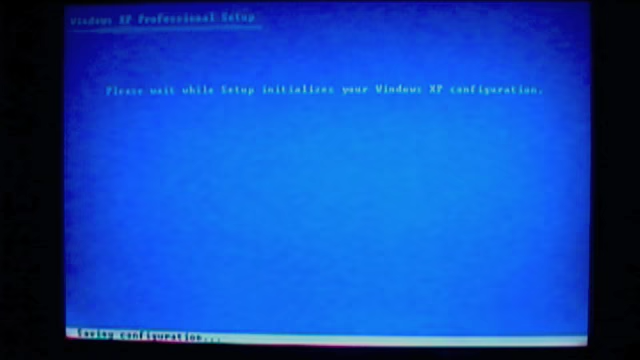 Windows XP Professional Setup
Please wait while Setup initializes your Windows XP configuration.
Saving configuration...